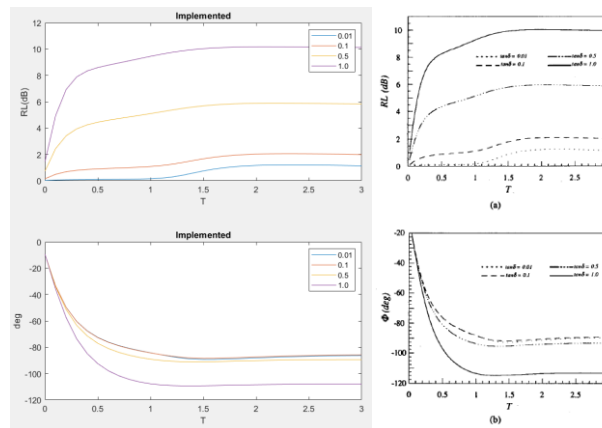 Implemented
12
10
8
6
4
2
0
RL(dB)
0 0.5 1 1.5 2 2.5 3
T
0.01
0.1
0.5
1.0
10
8
6
4
2
0
RL (dB)
tanδ = 0.01 tanδ = 0.5
tanδ = 0.1 tanδ = 1.0
0 0.5 1 1.5 2 2.5
T
(a)
Implemented
0
-20
-40
-60
-80
-100
-120
deg
0 0.5 1 1.5 2 2.5 3
T
0.01
0.1
0.5
1.0
-20
-40
-60
-80
-100
-120
Φ (deg)
tanδ = 0.01 tanδ = 0.5
tanδ = 0.1 tanδ = 1.0
0 0.5 1 1.5 2 2.5
T
(b)